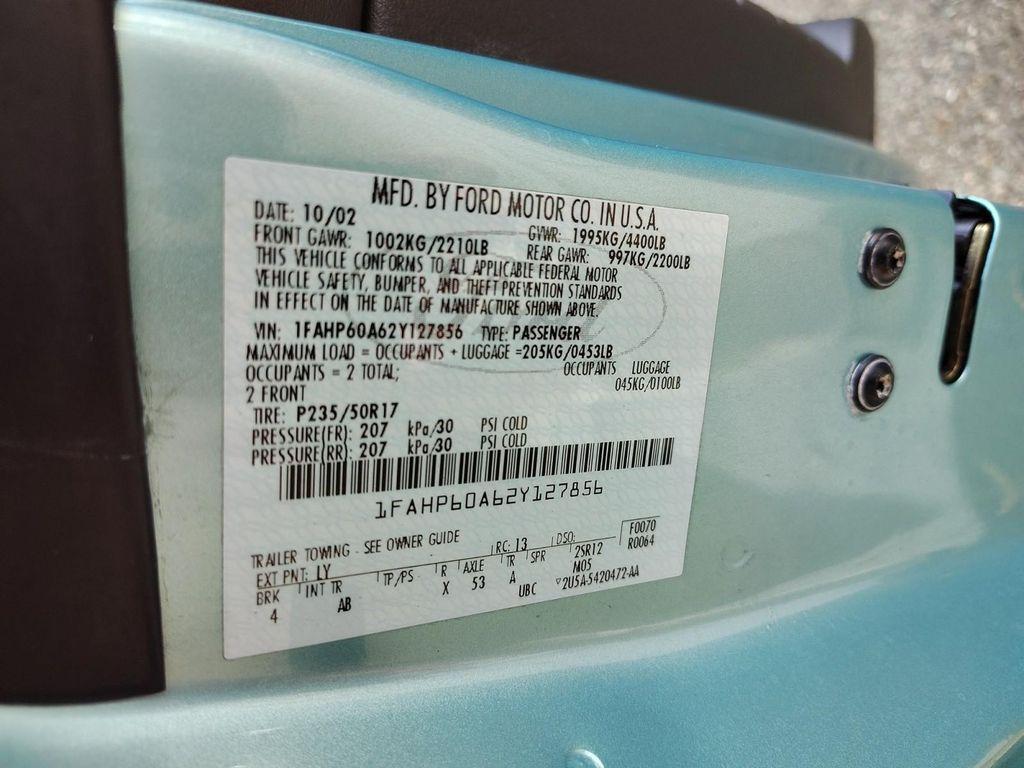 MFD. BY FORD MOTOR CO. IN U.S.A.
DATE: 10/02 GVWR: 1995KG/4400LB
FRONT GAWR: 1002KG/2210LB REAR GAWR: 997KG/2200LB
THIS VEHICLE CONFORMS TO ALL APPLICABLE FEDERAL MOTOR
VEHICLE SAFETY, BUMPER, AND THEFT PREVENTION STANDARDS
IN EFFECT ON THE DATE OF MANUFACTURE SHOWN ABOVE.
VIN: 1FAHP60A62Y127856 TYPE: PASSENGER
MAXIMUM LOAD = OCCUPANTS + LUGGAGE =205KG/0453LB
OCCUPANTS = 2 TOTAL; OCCUPANTS LUGGAGE
2 FRONT 045KG/0100LB
TIRE: P235/50R17
PRESSURE(FR): 207 kPa/30 PSI COLD
PRESSURE(RR): 207 kPa/30 PSI COLD
1FAHP60A62Y127856
TRAILER TOWING - SEE OWNER GUIDE
F0070
EXT PNT: LY RC: 13 DSO: R0064
BRK INT TR TP/PS R AXLE TR SPR 2SR12
4 AB X 53 A M05
UBC 2U5A-5420472-AA